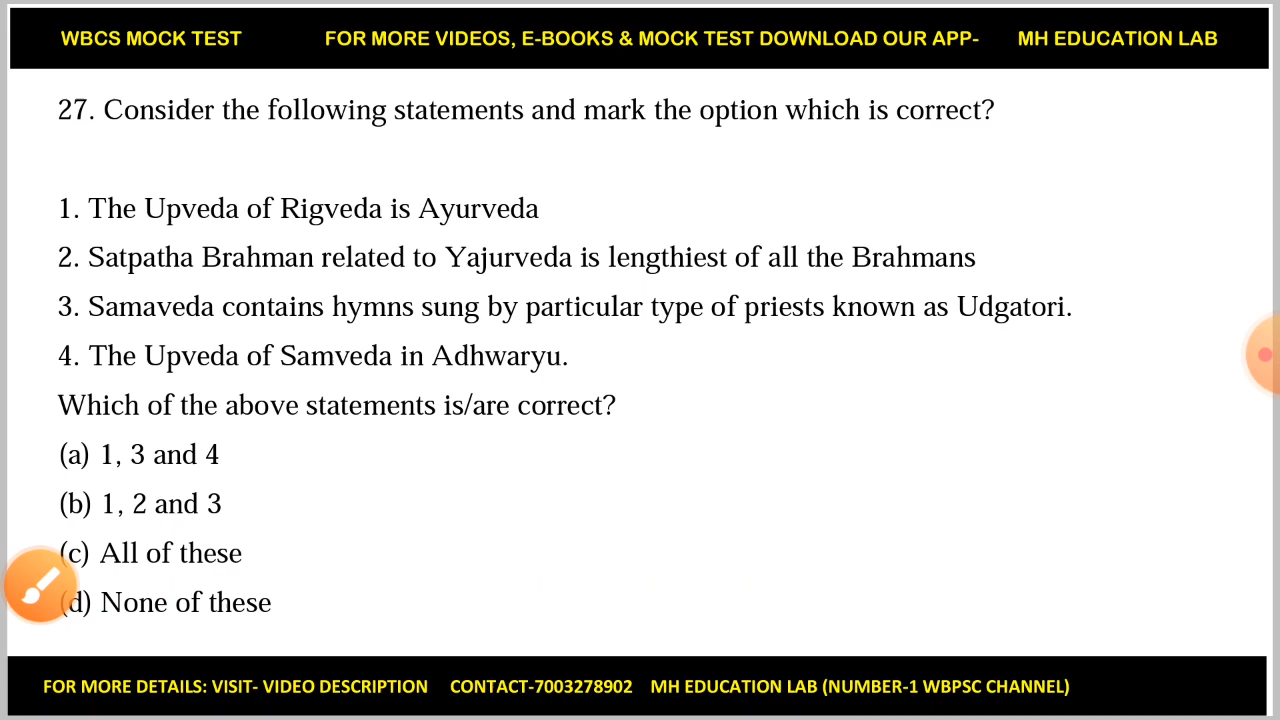 WBCS MOCK TEST FOR MORE VIDEOS, E-BOOKS & MOCK TEST DOWNLOAD OUR APP- MH EDUCATION LAB
27. Consider the following statements and mark the option which is correct?
1. The Upveda of Rigveda is Ayurveda
2. Satpatha Brahman related to Yajurveda is lengthiest of all the Brahmans
3. Samaveda contains hymns sung by particular type of priests known as Udgatori.
4. The Upveda of Samveda in Adhwaryu.
Which of the above statements is/are correct?
(a) 1, 3 and 4
(b) 1, 2 and 3
(c) All of these
(d) None of these
FOR MORE DETAILS: VISIT- VIDEO DESCRIPTION CONTACT-7003278902 MH EDUCATION LAB (NUMBER-1 WBPSC CHANNEL)